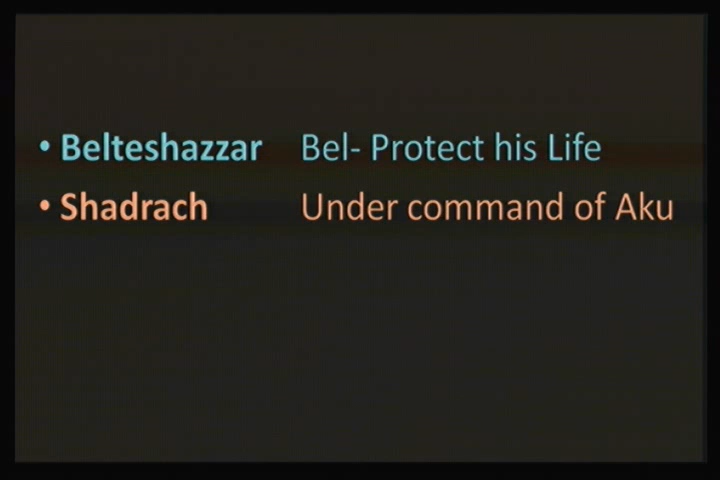 • Belteshazzar Bel- Protect his Life
• Shadrach Under command of Aku